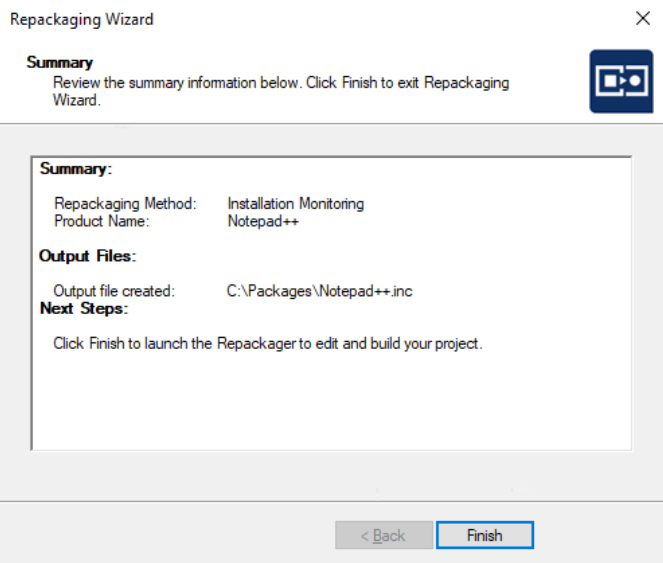 Repackaging Wizard
Summary
Review the summary information below. Click Finish to exit Repackaging
Wizard.
Summary:
Repackaging Method: Installation Monitoring
Product Name: Notepad++
Output Files:
Output file created: C:\Packages\Notepad++.inc
Next Steps:
Click Finish to launch the Repackager to edit and build your project.
< Back Finish